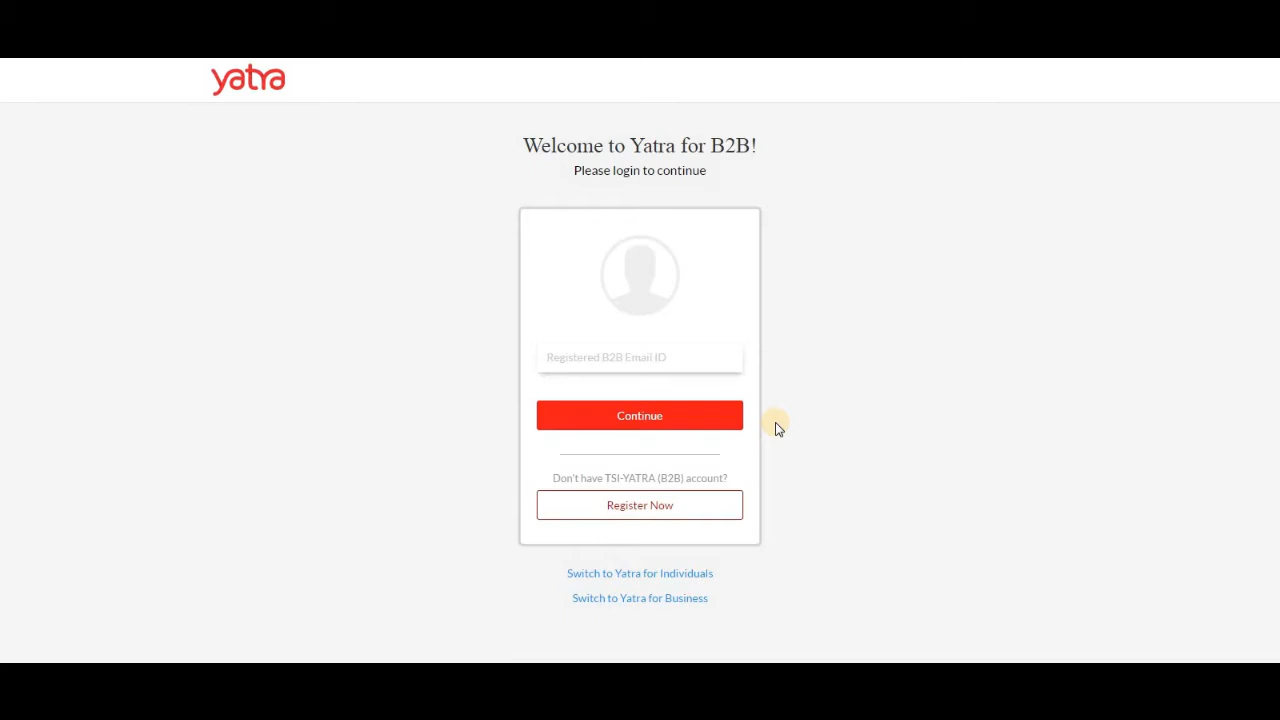 yatra
Welcome to Yatra for B2B!
Please login to continue
Registered B2B Email ID
Continue
Don't have TSI-YATRA (B2B) account?
Register Now
Switch to Yatra for Individuals
Switch to Yatra for Business